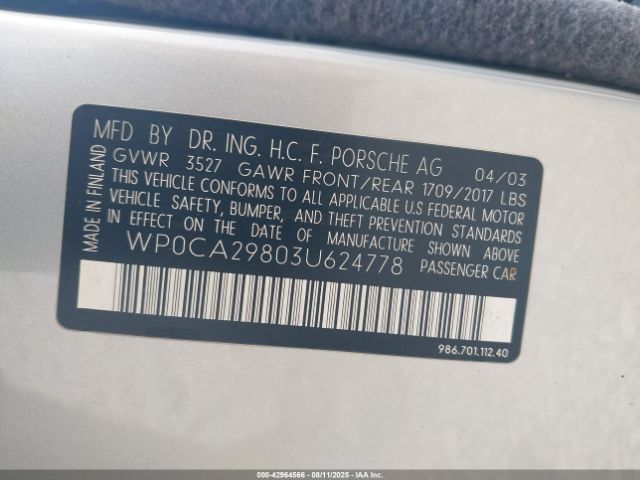 MFD BY DR. ING. H.C. F. PORSCHE AG 04/03
GVWR 3527 GAWR FRONT/REAR 1709/2017 LBS
THIS VEHICLE CONFORMS TO ALL APPLICABLE U.S FEDERAL MOTOR
VEHICLE SAFETY, BUMPER, AND THEFT PREVENTION STANDARDS
IN EFFECT ON THE DATE OF MANUFACTURE SHOWN ABOVE
WP0CA29803U624778 PASSENGER CAR
MADE IN FINLAND
986.701.112.40
000-42964566 - 08/11/2025 - IAA Inc.